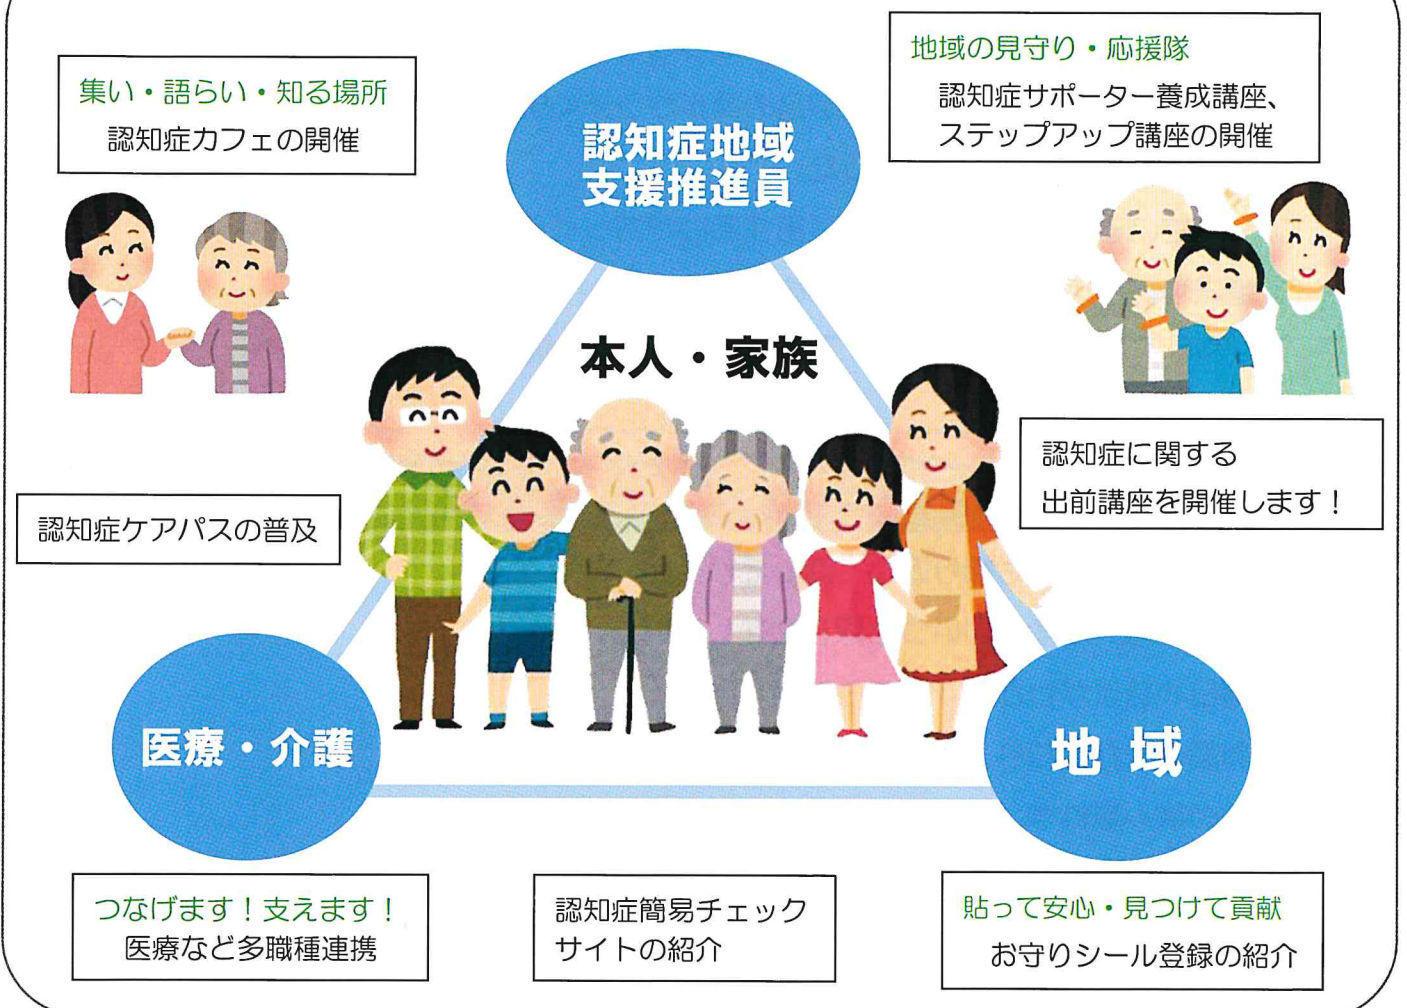 集い・語らい・知る場所
認知症カフェの開催
認知症地域
支援推進員
地域の見守り・応援隊
認知症サポーター養成講座、
ステップアップ講座の開催
本人・家族
認知症ケアパスの普及
認知症に関する
出前講座を開催します！
医療・介護
地域
つなげます！支えます！
医療など多職種連携
認知症簡易チェック
サイトの紹介
貼って安心・見つけて貢献
お守りシール登録の紹介